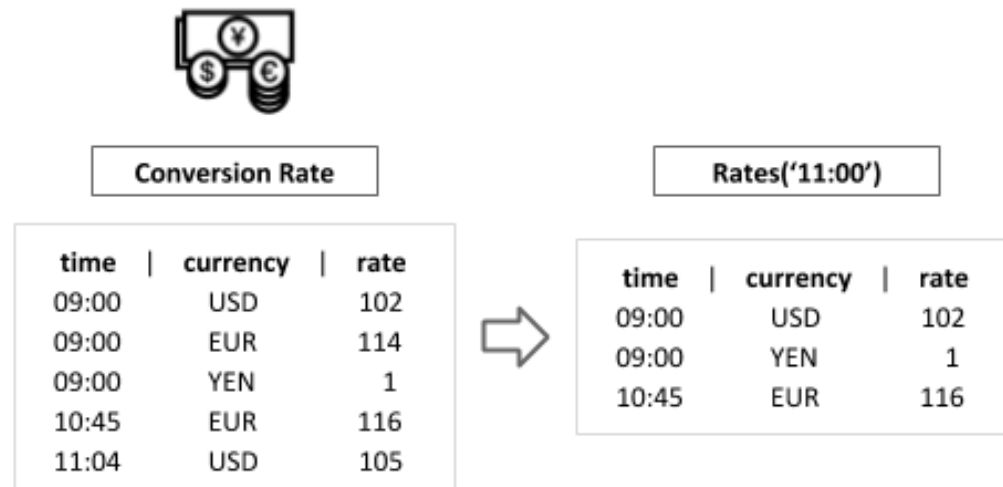 ¥
$ €
Conversion Rate
time | currency | rate
09:00 USD 102
09:00 EUR 114
09:00 YEN 1
10:45 EUR 116
11:04 USD 105
Rates(‘11:00’)
time | currency | rate
09:00 USD 102
09:00 YEN 1
10:45 EUR 116